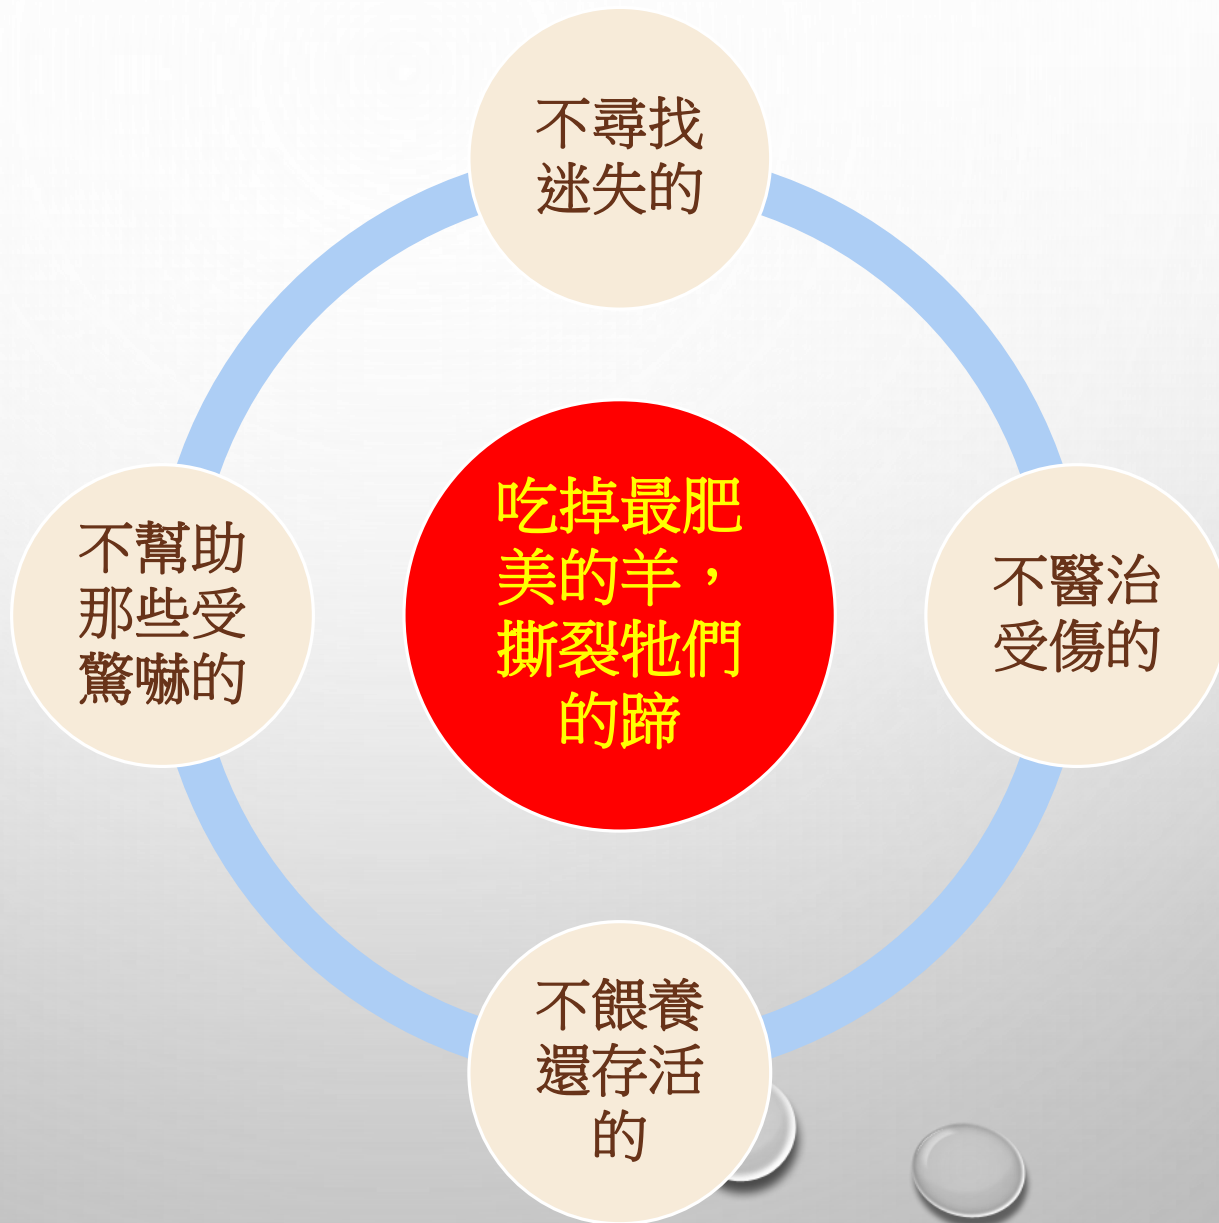 不尋找
迷失的
不幫助
那些受
驚嚇的
吃掉最肥
美的羊，
撕裂牠們
的蹄
不醫治
受傷的
不餵養
還存活
的